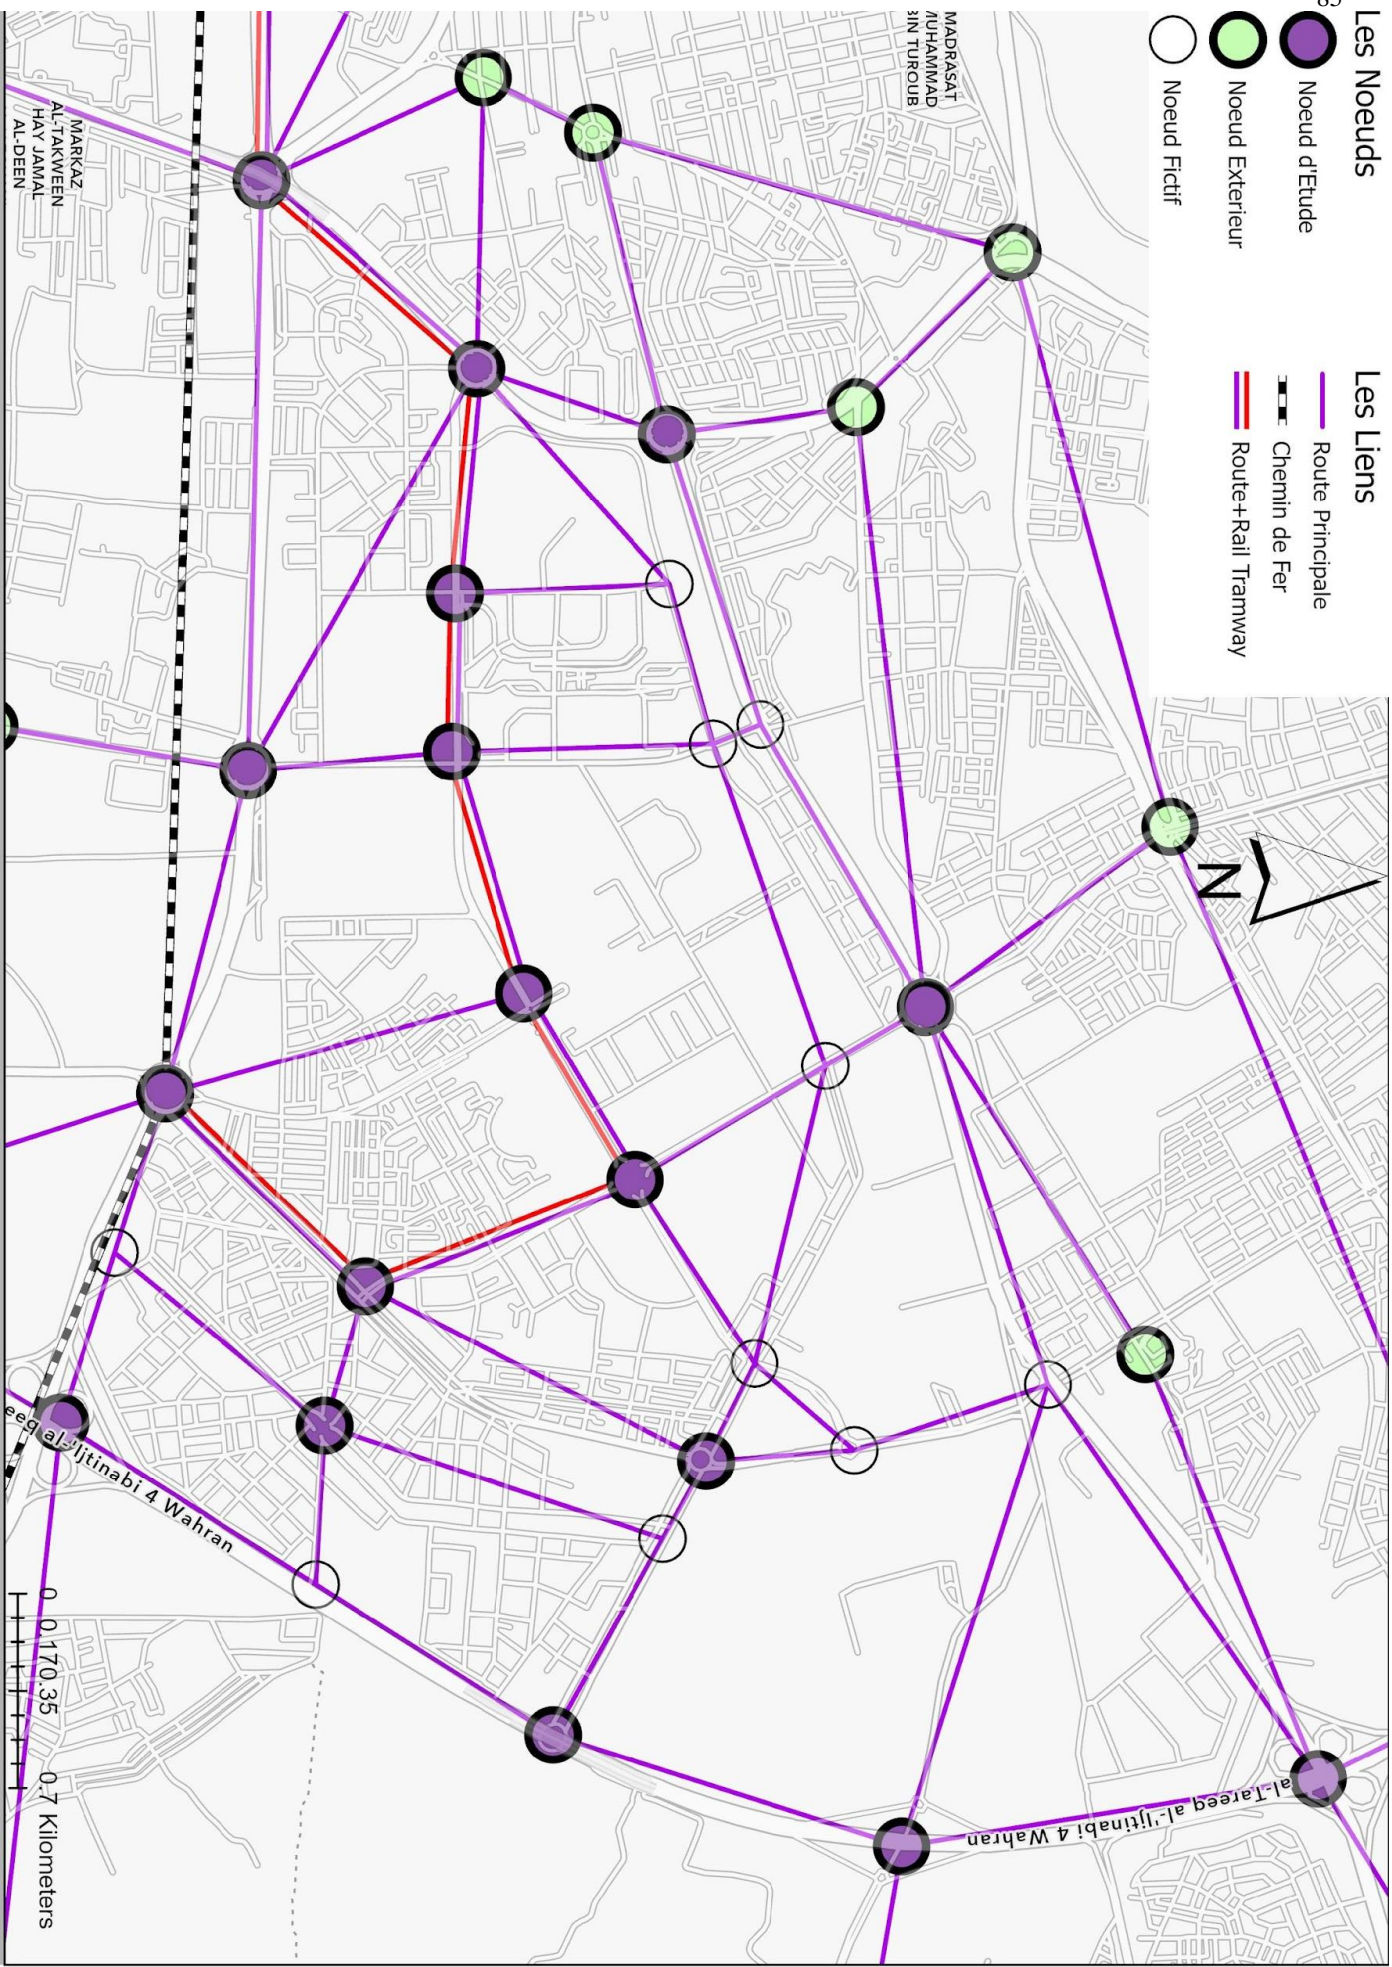 Les Noeuds
Noeud d'Etude
Noeud Exterieur
Noeud Fictif
Les Liens
Route Principale
Chemin de Fer
Route+Rail Tramway
MADRASAT
MUHAMMAD
BIN TUROUB
MARKAZ
AL-TAKWEEN
HAY JAMAL
AL-DEEN
N
eeq al-'Ijtinabi 4 Wahran
al-Tareeq al-'Ijtinabi 4 Wahran
0 0.170.35 0.7 Kilometers